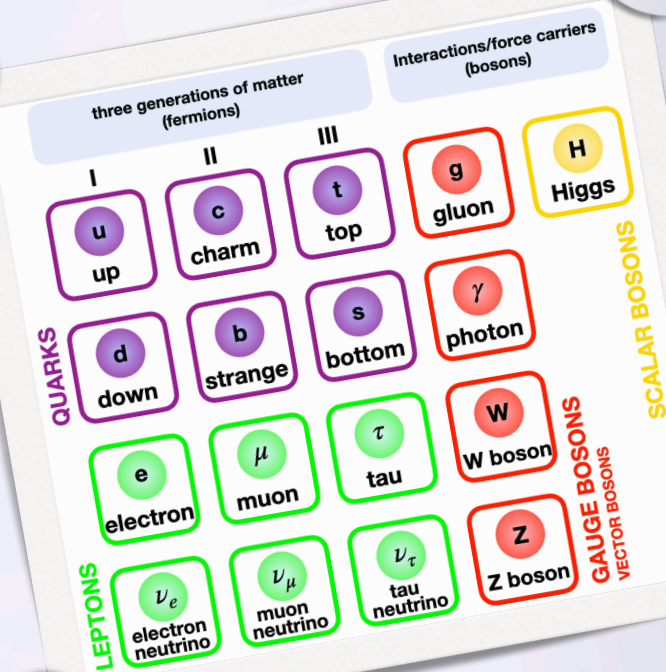 three generations of matter
(fermions)
Interactions/force carriers
(bosons)
I
II
III
u
up
c
charm
t
top
g
gluon
H
Higgs
d
down
b
strange
s
bottom
γ
photon
QUARKS
SCALAR BOSONS
e
electron
μ
muon
τ
tau
W
W boson
νe
electron
neutrino
νμ
muon
neutrino
ντ
tau
neutrino
Z
Z boson
LEPTONS
GAUGE BOSONS
VECTOR BOSONS